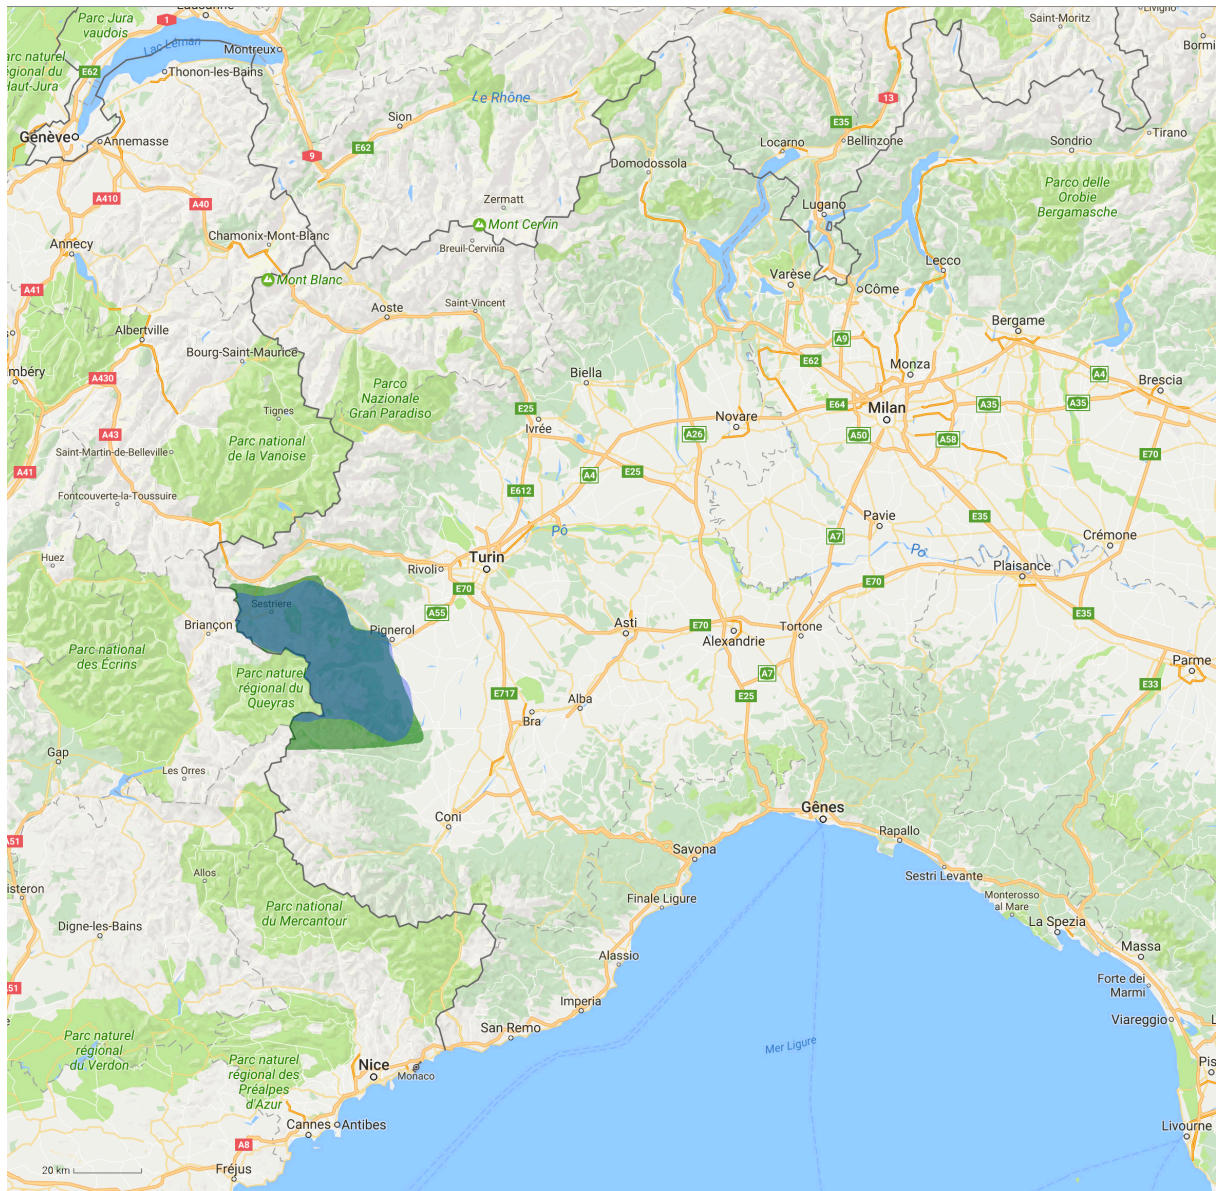 Parc Jura
vaudois
1
Lausanne
Lac Léman
Montreux
Saint-Moritz
Livigno
Bormi
arc naturel
égional du
Haut-Jura
E62
Thonon-les-Bains
Le Rhône
13
E35
Genève
Annemasse
Sion
E62
9
Locarno
Bellinzone
Sondrio
Tirano
Domodossola
Parco delle
Orobie
Bergamasche
A410
A40
Zermatt
Lugano
Mont Cervin
Chamonix-Mont-Blanc
Breuil-Cervinia
Annecy
Lecco
Varèse
Mont Blanc
Côme
A41
Aoste
Saint-Vincent
Bergame
Albertville
A9
Bourg-Saint-Maurice
E62
Monza
mbéry
A430
Biella
A4
Brescia
Parco
Nazionale
Gran Paradiso
Tignes
E25
E64
Milan
A35
A35
Novare
Ivrée
A43
A26
A50
A58
Parc national
de la Vanoise
Saint-Martin-de-Belleville
E70
A41
A4
E25
Fontcouverte-la-Toussuire
E612
Pavie
E35
Pô
A7
Crémone
Huez
Turin
Pô
Rivoli
Plaisance
E70
E70
Sestriere
A55
E35
Briançon
Pignerol
Asti
E70
Alexandrie
Tortone
Parc national
des Écrins
Parme
Parc naturel
régional du
Queyras
A7
E33
E717
Alba
E25
Bra
Gap
Les Orres
Coni
Gênes
A51
Rapallo
Savona
Allos
Sestri Levante
isteron
Finale Ligure
Monterosso
al Mare
Parc national
du Mercantour
La Spezia
Digne-les-Bains
Massa
Alassio
Forte dei
Marmi
A51
Imperia
Viareggio
San Remo
Parc naturel
régional
du Verdon
Mer Ligure
Parc naturel
régional des
Préalpes
d'Azur
Nice
Monaco
Pis
Cannes
Antibes
Livourne
A8
20 km
Fréjus